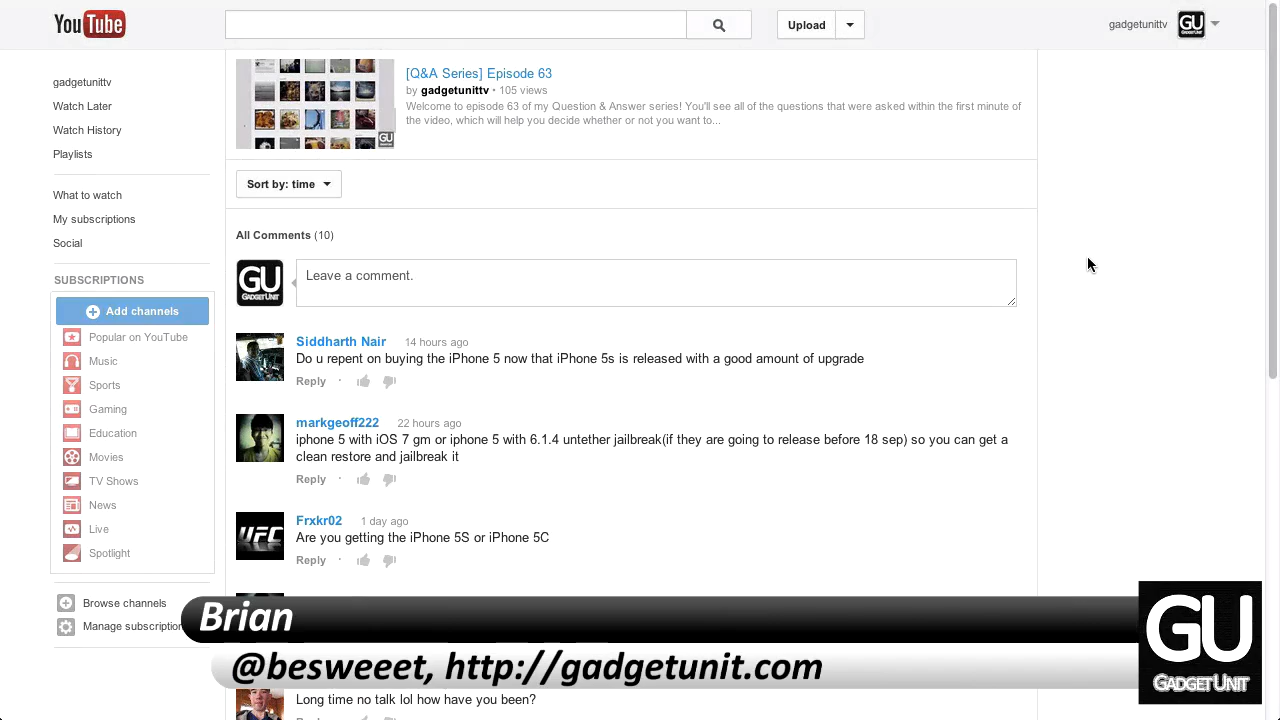 YouTube
Upload
gadgetunittv
GU
gadgetunittv
Watch Later
Watch History
Playlists
What to watch
My subscriptions
Social
SUBSCRIPTIONS
Add channels
Popular on YouTube
Music
Sports
Gaming
Education
Movies
TV Shows
News
Live
Spotlight
Browse channels
Manage subscription
[Q&A Series] Episode 63
by gadgetunittv • 105 views
Welcome to episode 63 of my Question & Answer series! You'll see all of the questions that were asked within the first minute of
the video, which will help you decide whether or not you want to...
GU
Sort by: time
All Comments (10)
GU
GADGETUNIT
Leave a comment.
Siddharth Nair 14 hours ago
Do u repent on buying the iPhone 5 now that iPhone 5s is released with a good amount of upgrade
Reply ·
markgeoff222 22 hours ago
iphone 5 with iOS 7 gm or iphone 5 with 6.1.4 untether jailbreak(if they are going to release before 18 sep) so you can get a
clean restore and jailbreak it
Reply ·
UFC
Frxkr02 1 day ago
Are you getting the iPhone 5S or iPhone 5C
Reply ·
Brian
@besweeet, http://gadgetunit.com
GU
GADGETUNIT
Long time no talk lol how have you been?